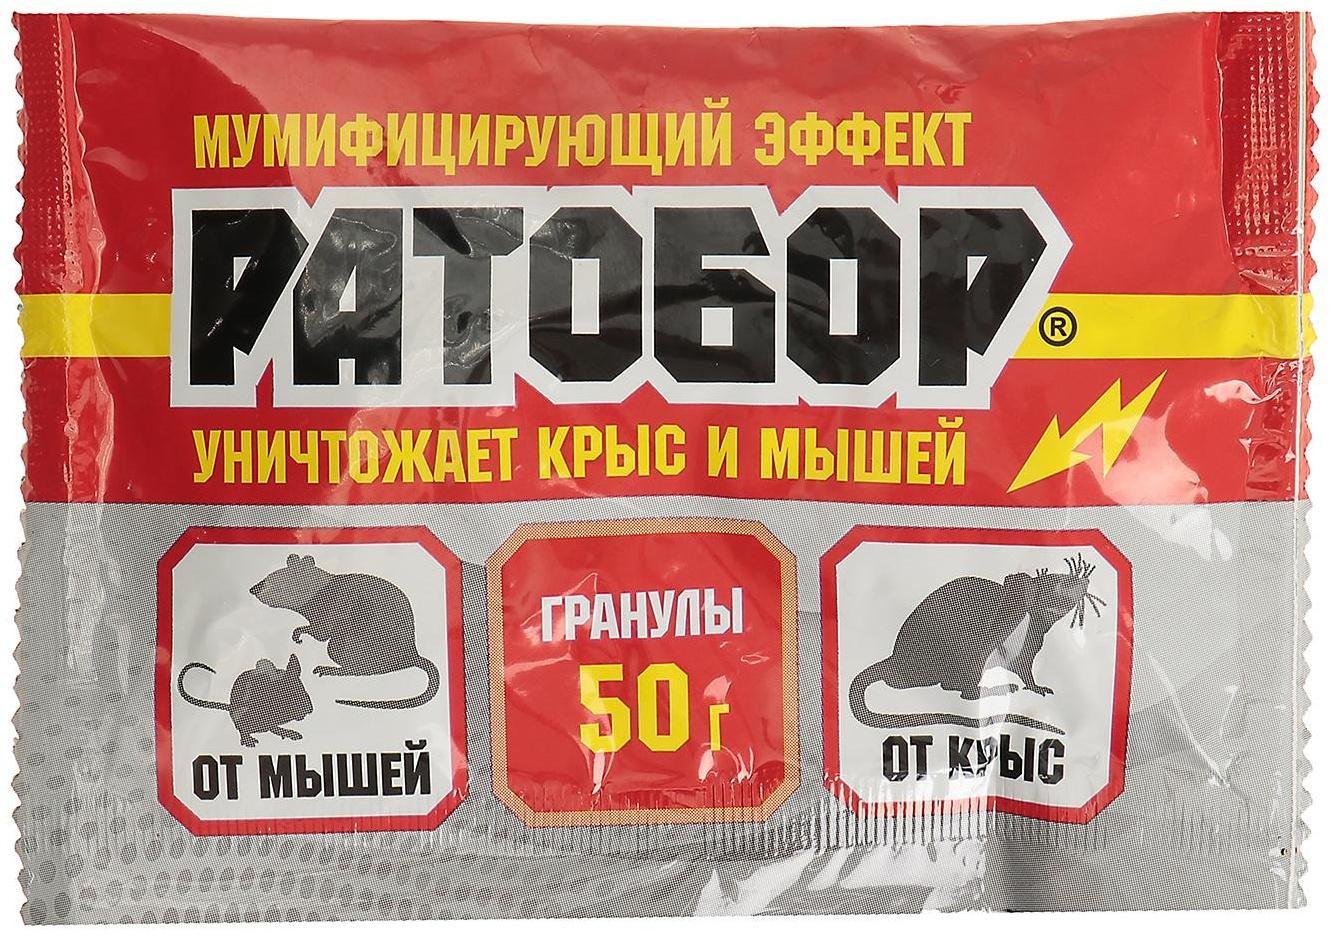 МУМИФИЦИРУЮЩИЙ ЭФФЕКТ
РАТОБОР®
УНИЧТОЖАЕТ КРЫС И МЫШЕЙ
ГРАНУЛЫ
50 г
ОТ МЫШЕЙ
ОТ КРЫС